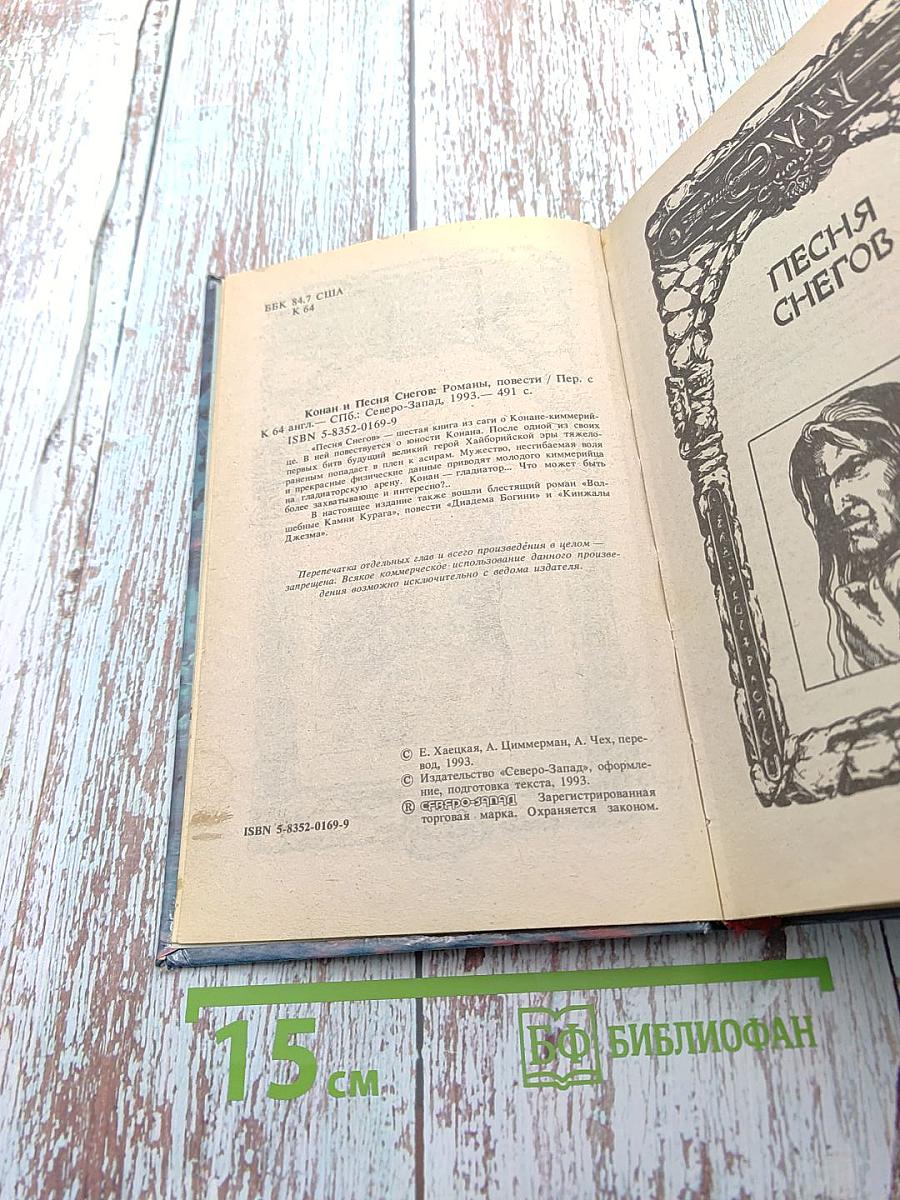 ББК 84.7 США
К 64
Конан и Песня Снегов: Романы, повести / Пер. с
К 64 англ.— СПб.: Северо-Запад, 1993.— 491 с.
ISBN 5-8352-0169-9
«Песня Снегов» — шестая книга из саги о Конане-киммерий-
це. В ней повествуется о юности Конана. После одной из своих
первых битв будущий великий герой Хайборийской эры тяжело-
раненым попадает в плен к асирам. Мужество, несгибаемая воля
и прекрасные физические данные приводят молодого киммерийца
на гладиаторскую арену. Конан — гладиатор... Что может быть
более захватывающе и интересно?..
В настоящее издание также вошли блестящий роман «Вол-
шебные Камни Курага», повести «Диадема Богини» и «Кинжалы
Джезма».
Перепечатка отдельных глав и всего произведéния в целом —
запрещена. Всякое коммерческое использование данного произве-
дения возможно исключительно с ведома издателя.
© Е. Хаецкая, А. Циммерман, А. Чех, пере-
вод, 1993.
© Издательство «Северо-Запад», оформле-
ние, подготовка текста, 1993.
® СЕВЕРО-ЗАПАД Зарегистрированная
торговая марка. Охраняется законом.
ISBN 5-8352-0169-9
КОНАН
ПЕСНЯ
СНЕГОВ
15 см
БФ БИБЛИОФАН